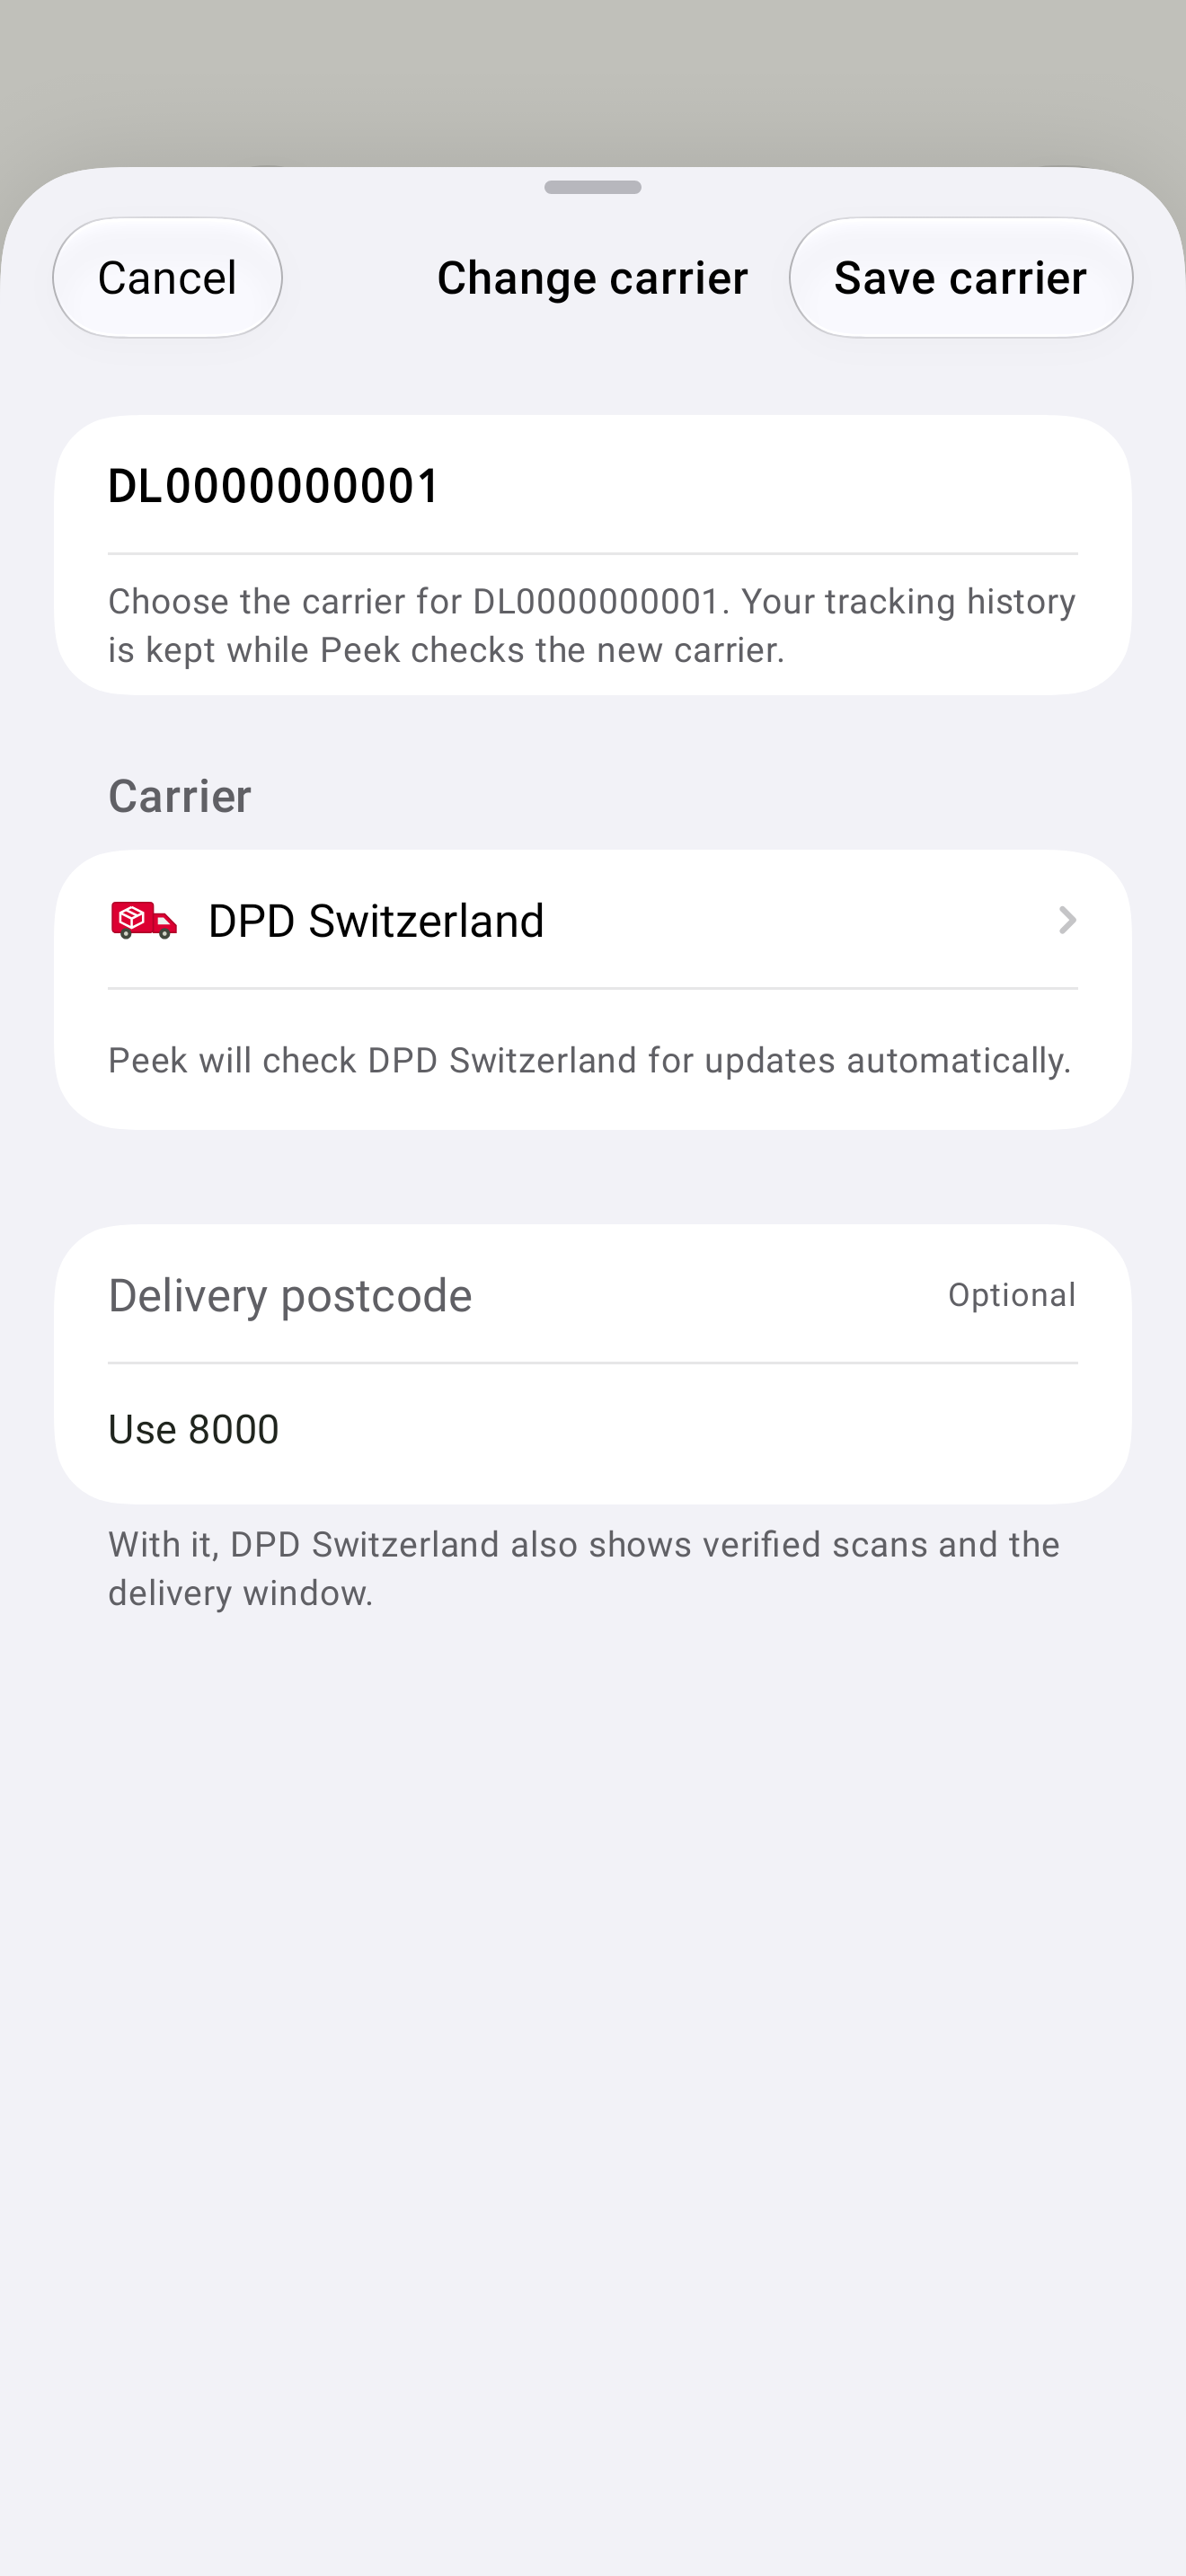 Cancel
Change carrier
Save carrier
DL0000000001
Choose the carrier for DL0000000001. Your tracking history
is kept while Peek checks the new carrier.
Carrier
DPD Switzerland
Peek will check DPD Switzerland for updates automatically.
Delivery postcode
Optional
Use 8000
With it, DPD Switzerland also shows verified scans and the
delivery window.